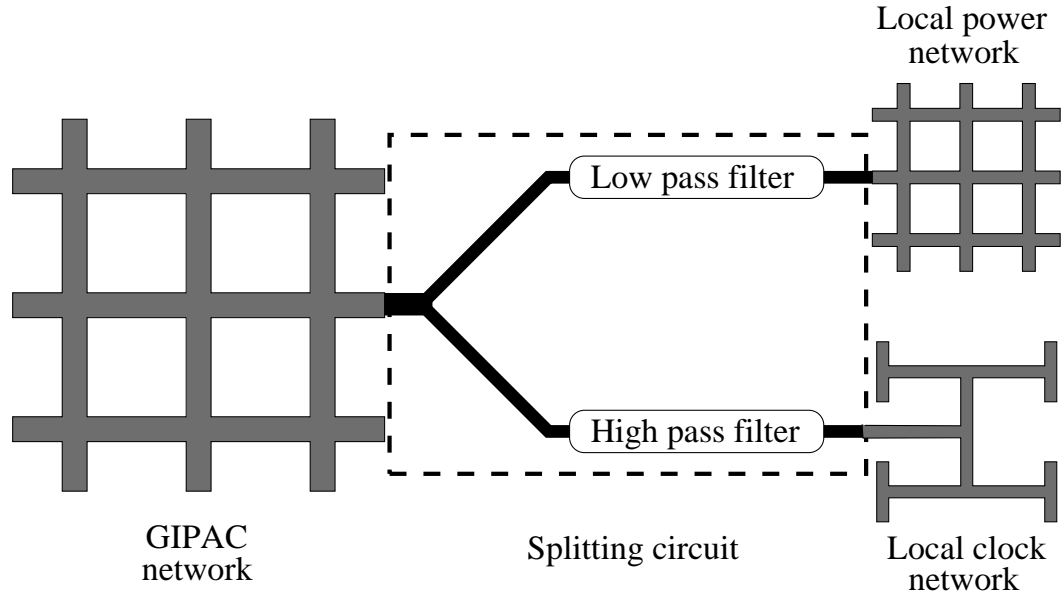 Local power
network
Low pass filter
High pass filter
GIPAC
network
Splitting circuit
Local clock
network